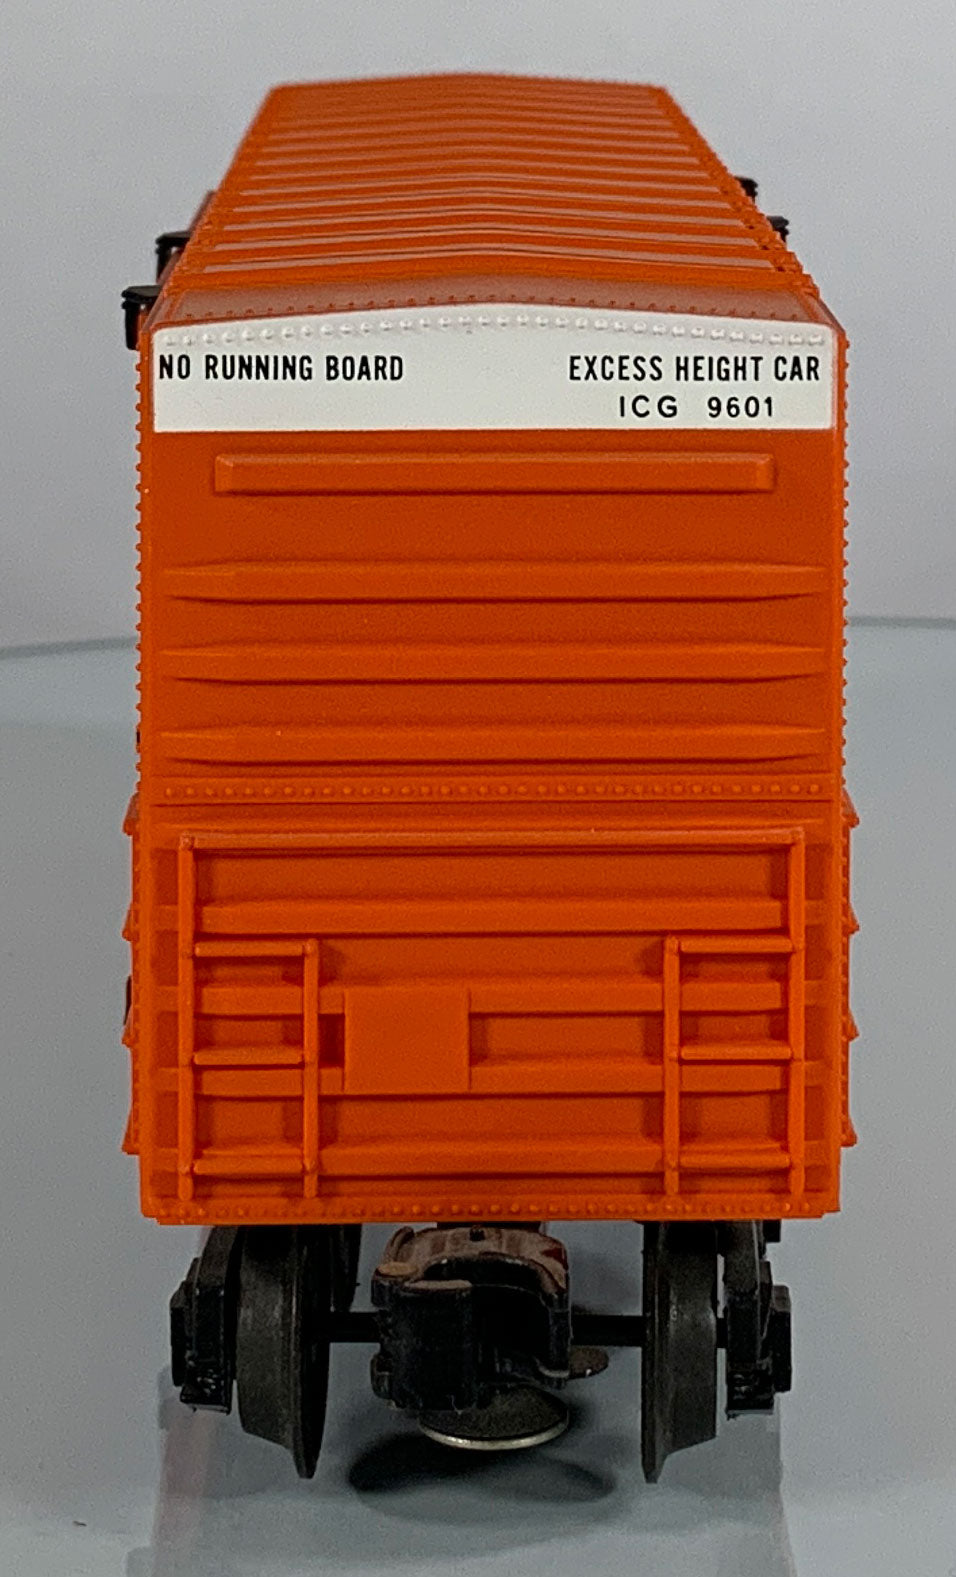 NO RUNNING BOARD EXCESS HEIGHT CAR
ICG 9601